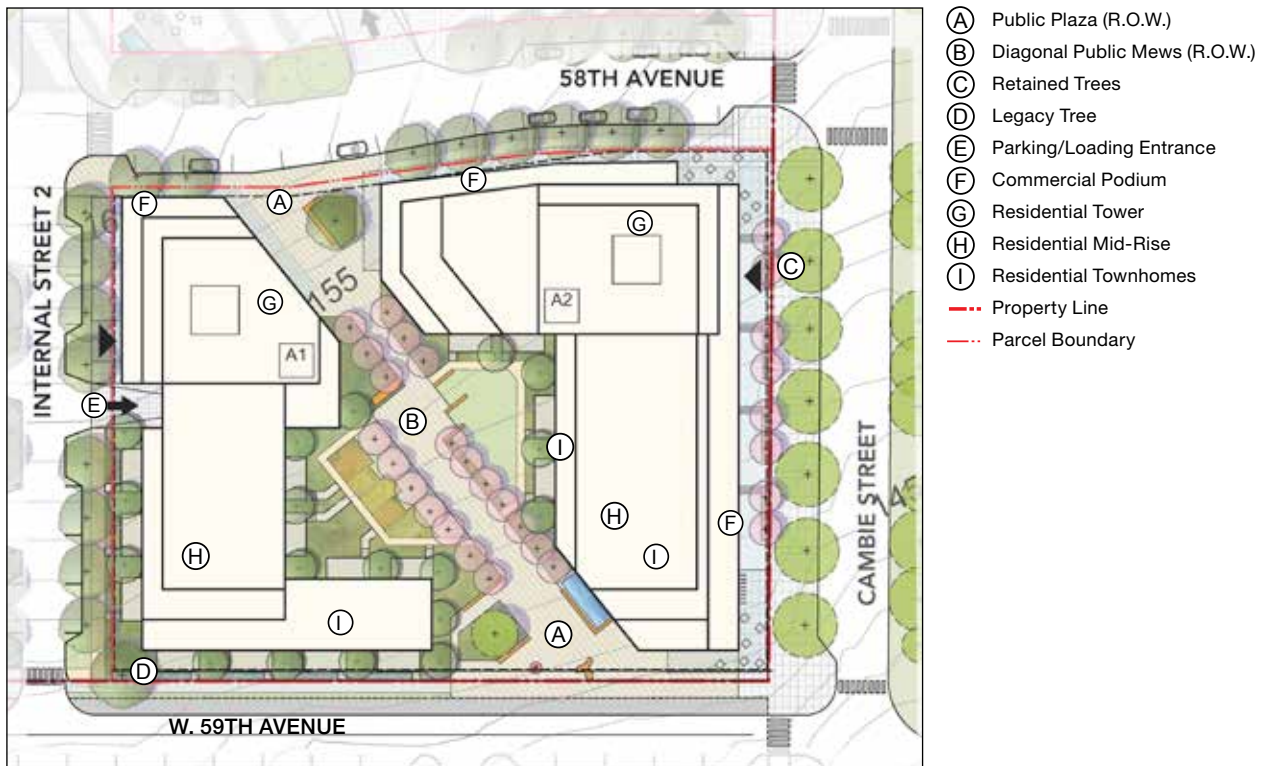 58TH AVENUE
INTERNAL STREET 2
CAMBIE STREET
W. 59TH AVENUE
F
A
F
G
G
155
A2
A1
C
E
B
I
H
F
H
I
I
A
D
A Public Plaza (R.O.W.)
B Diagonal Public Mews (R.O.W.)
C Retained Trees
D Legacy Tree
E Parking/Loading Entrance
F Commercial Podium
G Residential Tower
H Residential Mid-Rise
I Residential Townhomes
Property Line
Parcel Boundary